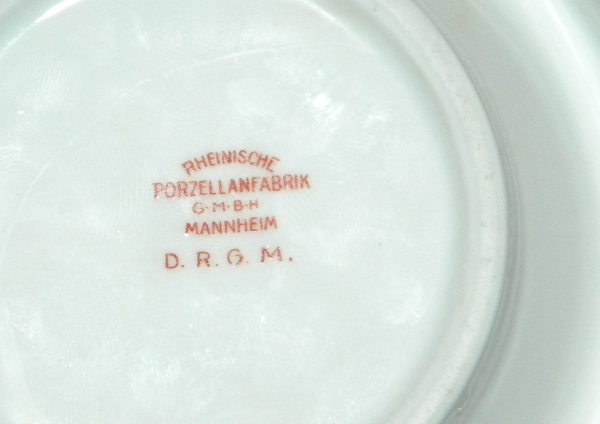 RHEINISCHE
PORZELLANFABRIK
G·M·B·H
MANNHEIM
D. R. G. M.